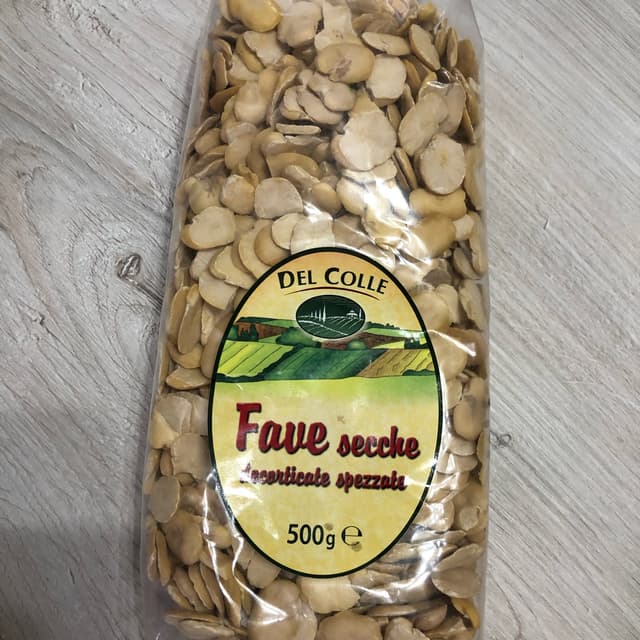 DEL COLLE
Fave secche
decorticate spezzate
500g ℮